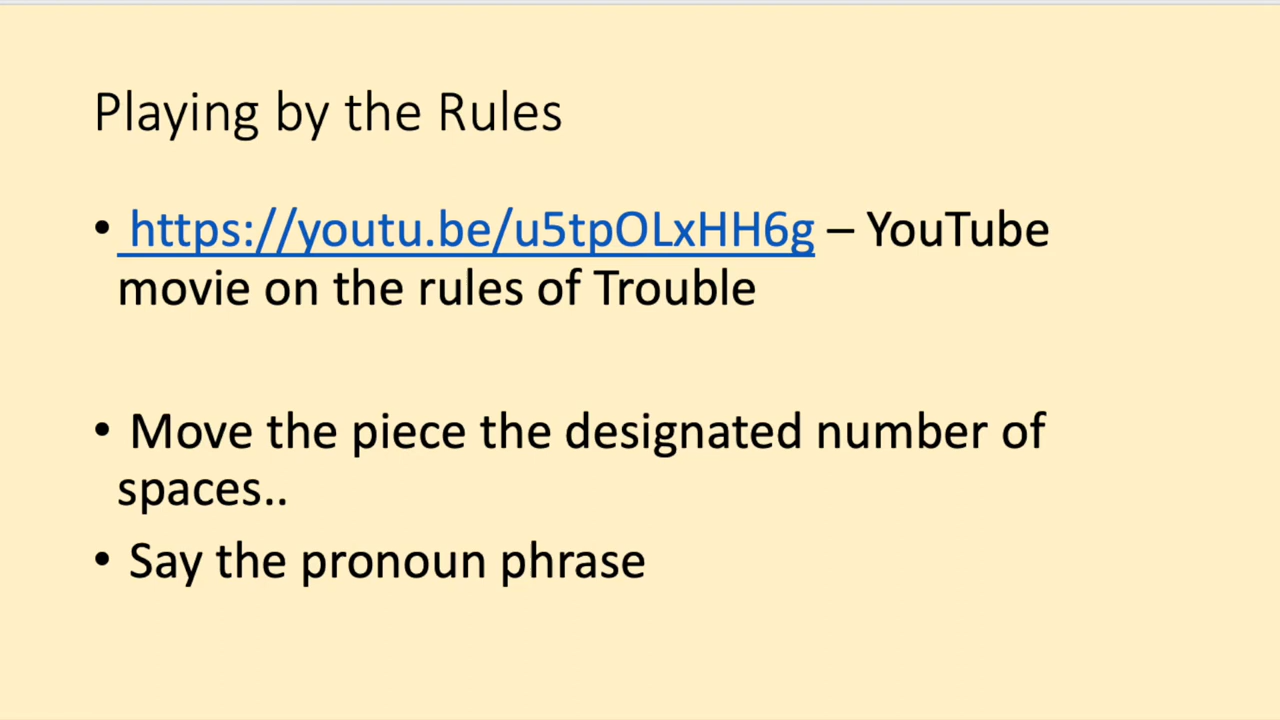 Playing by the Rules
• https://youtu.be/u5tpOLxHH6g – YouTube
movie on the rules of Trouble
• Move the piece the designated number of
spaces..
• Say the pronoun phrase